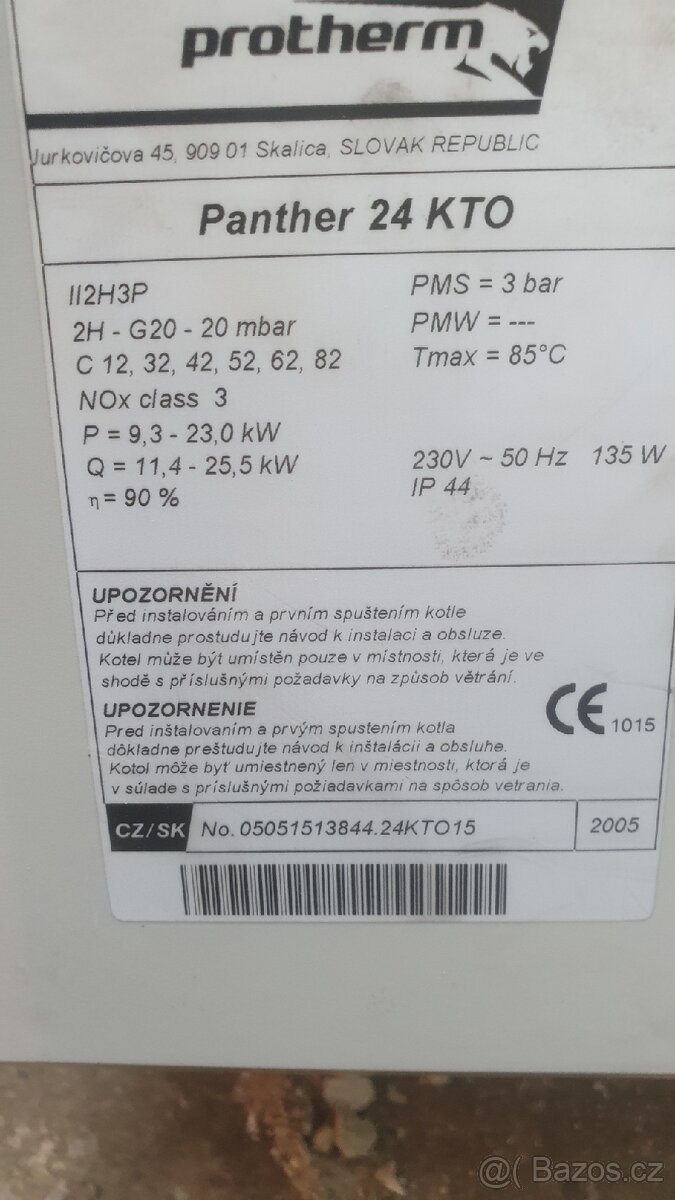 protherm
Jurkovičova 45, 909 01 Skalica, SLOVAK REPUBLIC
Panther 24 KTO
II2H3P
2H - G20 - 20 mbar
C 12, 32, 42, 52, 62, 82
NOx class 3
P = 9,3 - 23,0 kW
Q = 11,4 - 25,5 kW
η = 90 %
PMS = 3 bar
PMW = ---
Tmax = 85°C
230V ~ 50 Hz 135 W
IP 44
UPOZORNĚNÍ
Před instalováním a prvním spuštením kotle
důkladne prostudujte návod k instalaci a obsluze.
Kotel může být umístěn pouze v místnosti, která je ve
shodě s příslušnými požadavky na způsob větrání.
UPOZORNENIE
Pred inštalovaním a prvým spustením kotla
dôkladne preštudujte návod k inštalácii a obsluhe.
Kotol môže byť umiestnený len v miestnosti, ktorá je
v súlade s príslušnými požiadavkami na spôsob vetrania.
CE 1015
CZ/SK No. 05051513844.24KTO15 2005
@( Bazos.cz